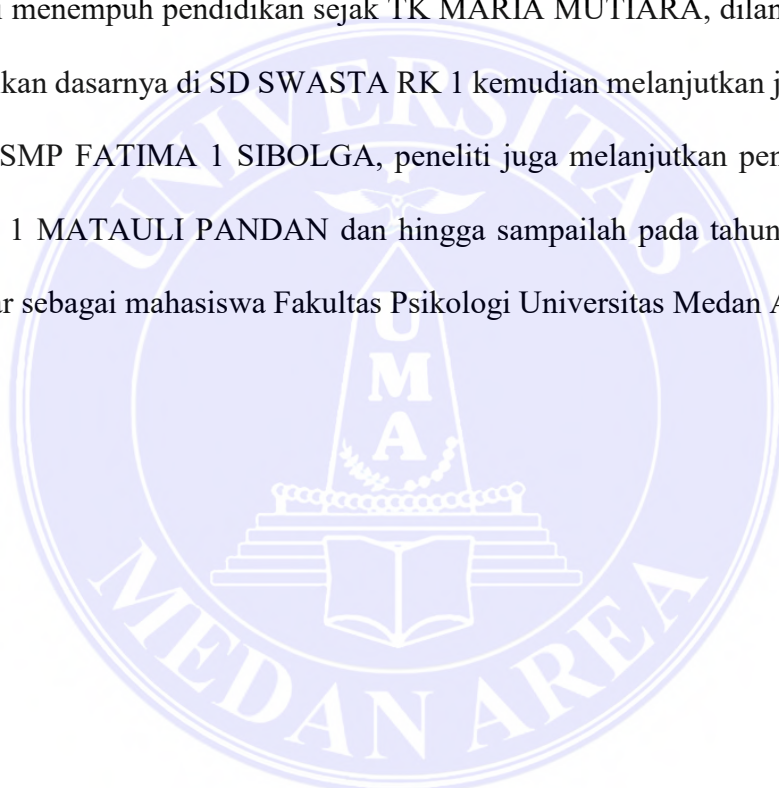 i menempuh pendidikan sejak TK MARIA MUTIARA, dilan
kan dasarnya di SD SWASTA RK 1 kemudian melanjutkan j
SMP FATIMA 1 SIBOLGA, peneliti juga melanjutkan pen
1 MATAULI PANDAN dan hingga sampailah pada tahun
ar sebagai mahasiswa Fakultas Psikologi Universitas Medan A
UNIVERSITAS
U
M
A
MEDAN AREA